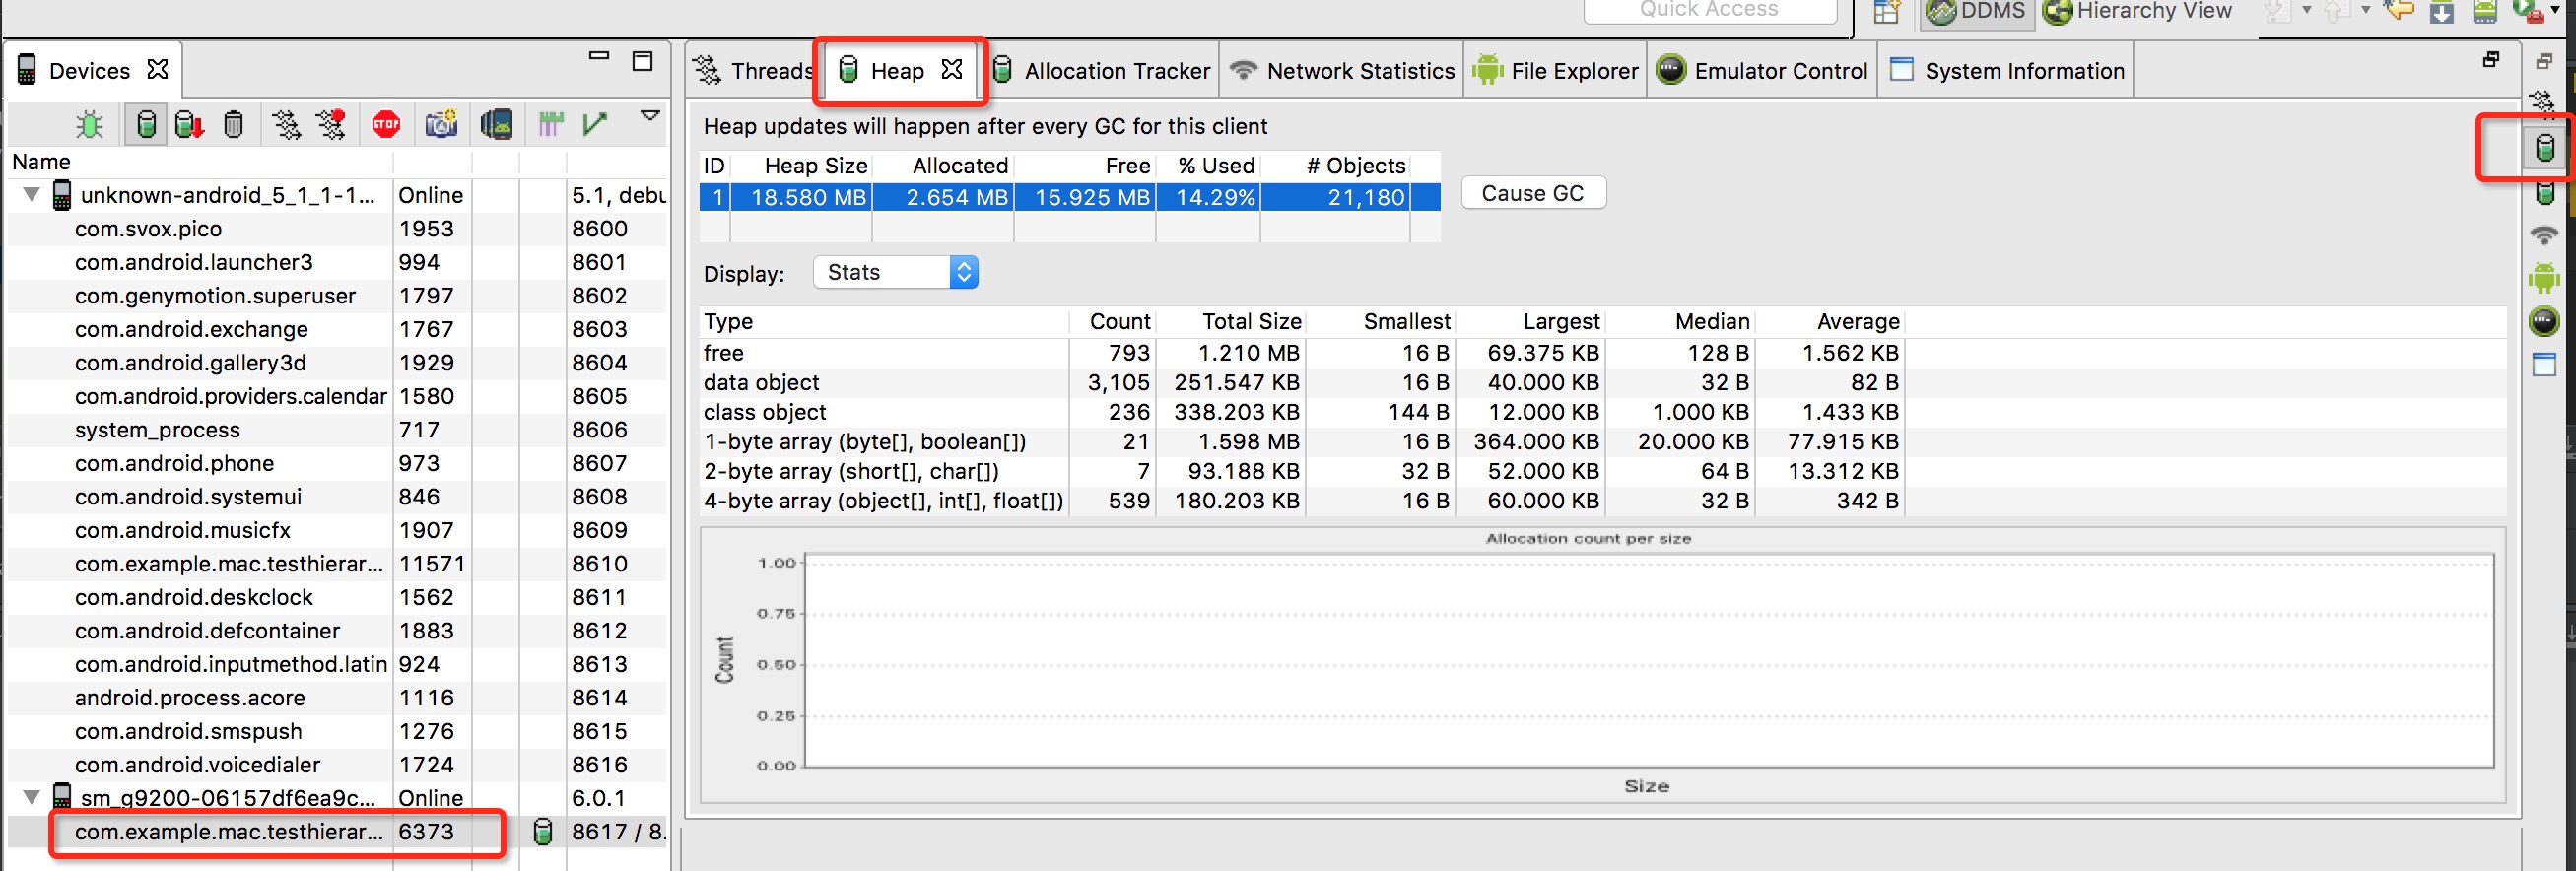 Quick Access
DDMS
Hierarchy View
Devices
Name
unknown-android_5_1_1-1... Online 5.1, debu
com.svox.pico 1953 8600
com.android.launcher3 994 8601
com.genymotion.superuser 1797 8602
com.android.exchange 1767 8603
com.android.gallery3d 1929 8604
com.android.providers.calendar 1580 8605
system_process 717 8606
com.android.phone 973 8607
com.android.systemui 846 8608
com.android.musicfx 1907 8609
com.example.mac.testhierar... 11571 8610
com.android.deskclock 1562 8611
com.android.defcontainer 1883 8612
com.android.inputmethod.latin 924 8613
android.process.acore 1116 8614
com.android.smspush 1276 8615
com.android.voicedialer 1724 8616
sm_g9200-06157df6ea9c... Online 6.0.1
com.example.mac.testhierar... 6373 8617 / 8.
STOP
Threads Heap Allocation Tracker Network Statistics File Explorer Emulator Control System Information
Heap updates will happen after every GC for this client
ID Heap Size Allocated Free % Used # Objects
1 18.580 MB 2.654 MB 15.925 MB 14.29% 21,180
Cause GC
Display: Stats
Type Count Total Size Smallest Largest Median Average
free 793 1.210 MB 16 B 69.375 KB 128 B 1.562 KB
data object 3,105 251.547 KB 16 B 40.000 KB 32 B 82 B
class object 236 338.203 KB 144 B 12.000 KB 1.000 KB 1.433 KB
1-byte array (byte[], boolean[]) 21 1.598 MB 16 B 364.000 KB 20.000 KB 77.915 KB
2-byte array (short[], char[]) 7 93.188 KB 32 B 52.000 KB 64 B 13.312 KB
4-byte array (object[], int[], float[]) 539 180.203 KB 16 B 60.000 KB 32 B 342 B
Allocation count per size
1.00
0.75
0.50
0.25
0.00
Count
Size